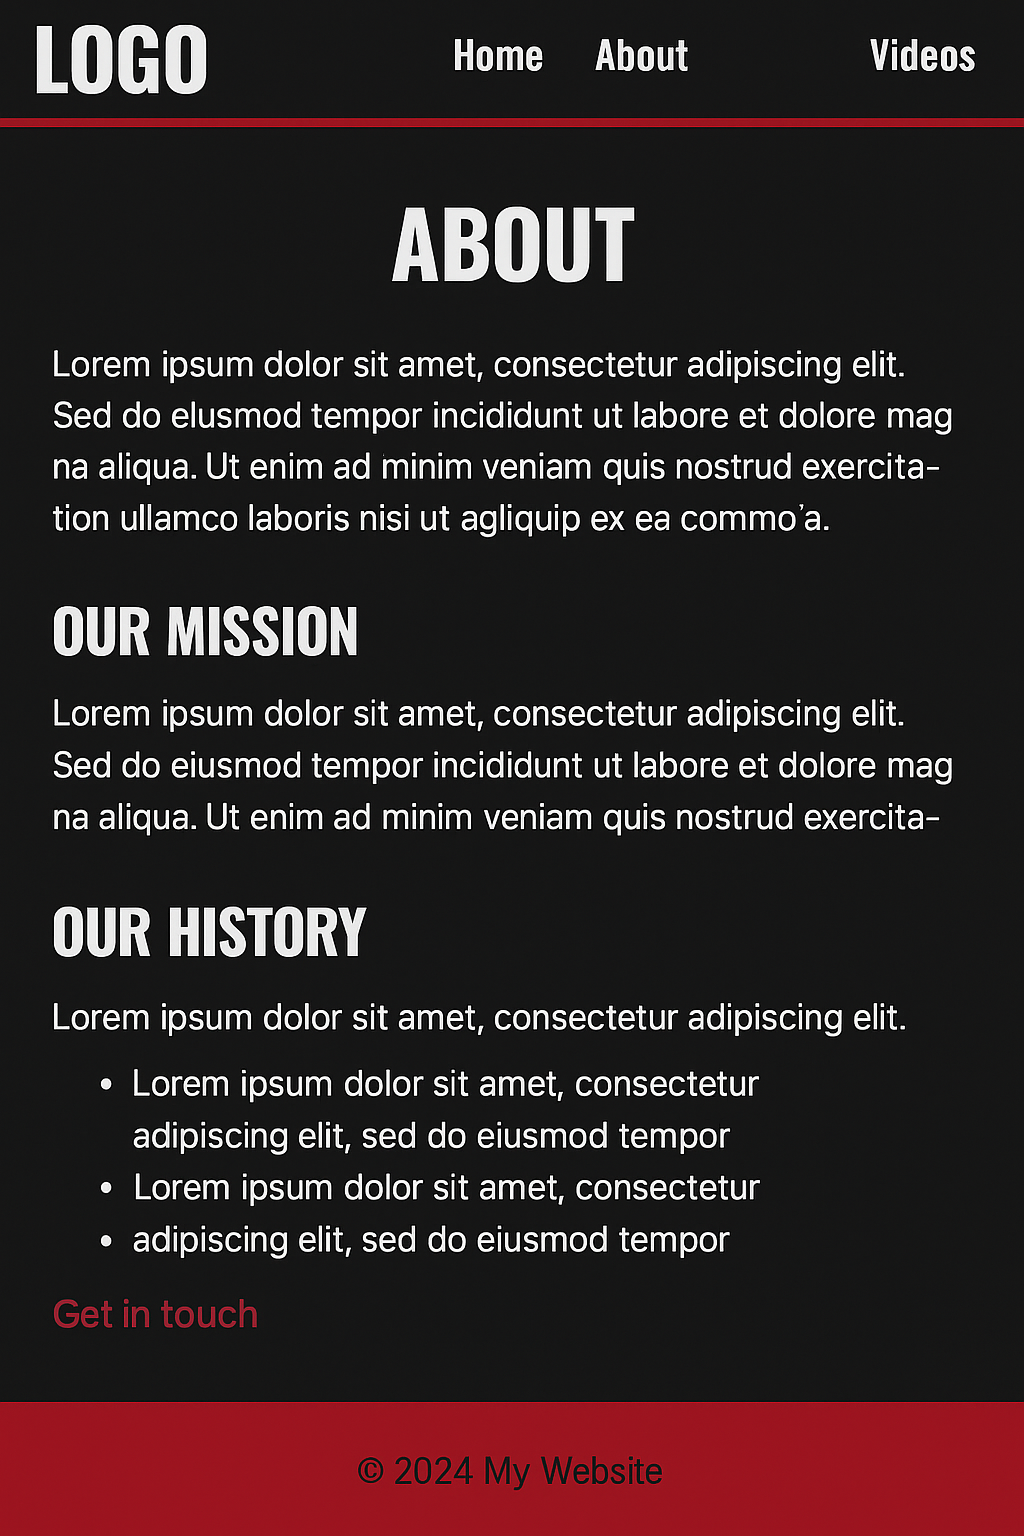 LOGO
Home About Videos
ABOUT
Lorem ipsum dolor sit amet, consectetur adipiscing elit.
Sed do elusmod tempor incididunt ut labore et dolore mag
na aliqua. Ut enim ad minim veniam quis nostrud exercita-
tion ullamco laboris nisi ut agliquip ex ea commo’a.
OUR MISSION
Lorem ipsum dolor sit amet, consectetur adipiscing elit.
Sed do eiusmod tempor incididunt ut labore et dolore mag
na aliqua. Ut enim ad minim veniam quis nostrud exercita-
OUR HISTORY
Lorem ipsum dolor sit amet, consectetur adipiscing elit.
• Lorem ipsum dolor sit amet, consectetur
adipiscing elit, sed do eiusmod tempor
• Lorem ipsum dolor sit amet, consectetur
• adipiscing elit, sed do eiusmod tempor
Get in touch
© 2024 My Website